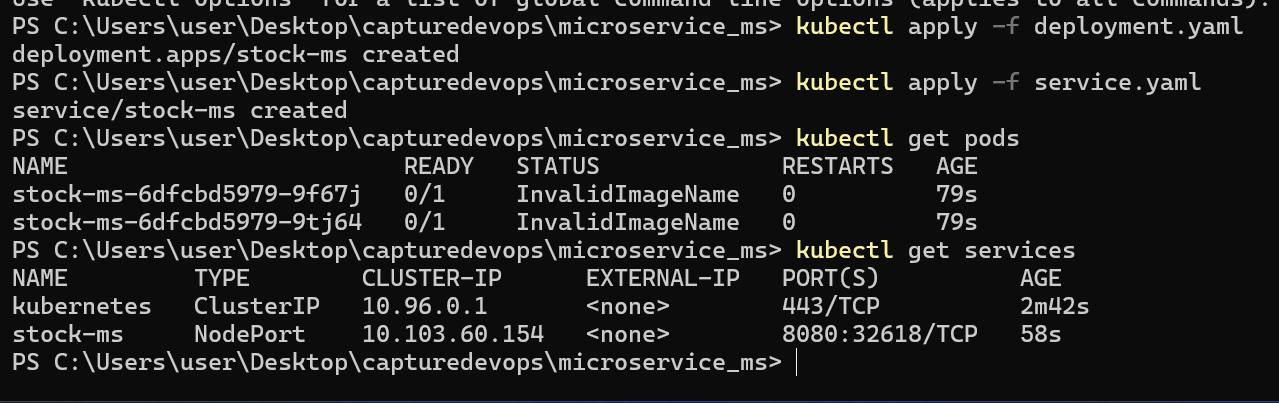 Use "kubectl options" for a list of global command-line options (applies to all commands).
PS C:\Users\user\Desktop\capturedevops\microservice_ms> kubectl apply -f deployment.yaml
deployment.apps/stock-ms created
PS C:\Users\user\Desktop\capturedevops\microservice_ms> kubectl apply -f service.yaml
service/stock-ms created
PS C:\Users\user\Desktop\capturedevops\microservice_ms> kubectl get pods
NAME READY STATUS RESTARTS AGE
stock-ms-6dfcbd5979-9f67j 0/1 InvalidImageName 0 79s
stock-ms-6dfcbd5979-9tj64 0/1 InvalidImageName 0 79s
PS C:\Users\user\Desktop\capturedevops\microservice_ms> kubectl get services
NAME TYPE CLUSTER-IP EXTERNAL-IP PORT(S) AGE
kubernetes ClusterIP 10.96.0.1 <none> 443/TCP 2m42s
stock-ms NodePort 10.103.60.154 <none> 8080:32618/TCP 58s
PS C:\Users\user\Desktop\capturedevops\microservice_ms>